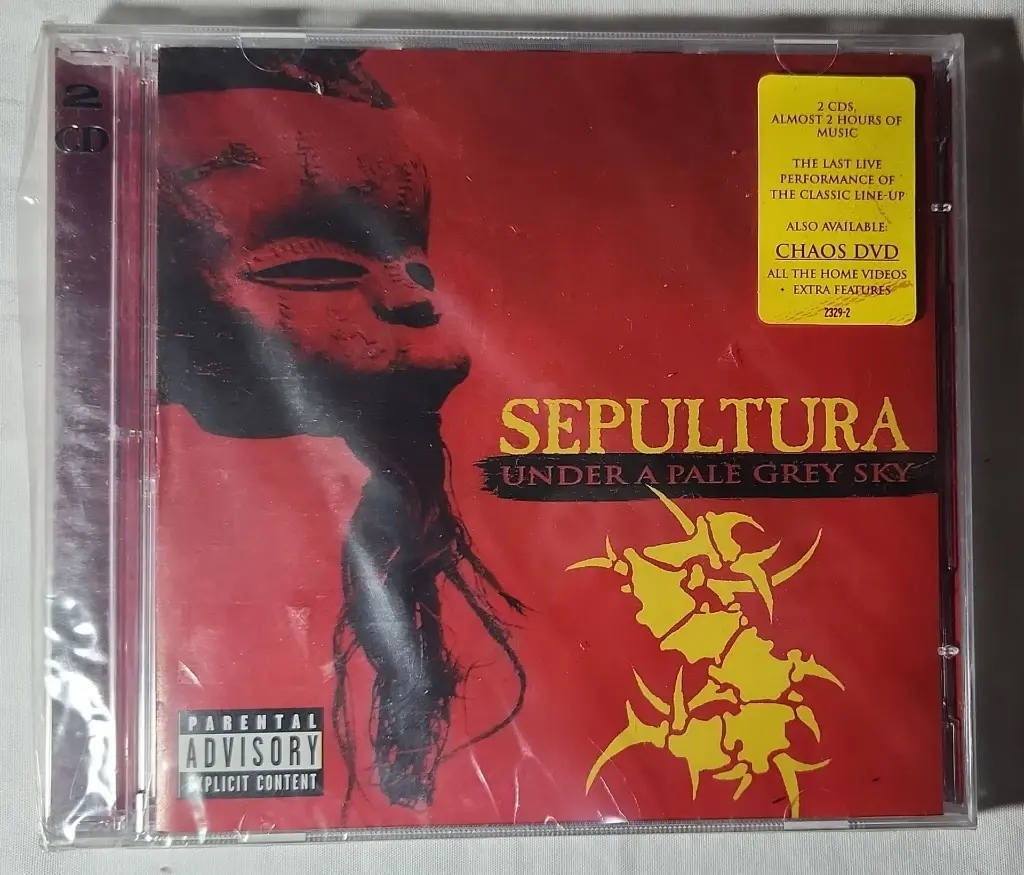 2
CD
2 CDS,
ALMOST 2 HOURS OF
MUSIC
THE LAST LIVE
PERFORMANCE OF
THE CLASSIC LINE-UP
ALSO AVAILABLE:
CHAOS DVD
ALL THE HOME VIDEOS
• EXTRA FEATURES
2329-2
SEPULTURA
UNDER A PALE GREY SKY
PARENTAL
ADVISORY
EXPLICIT CONTENT